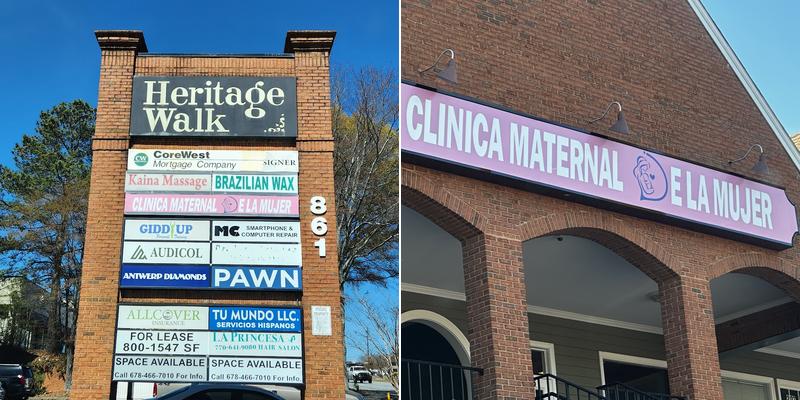 Heritage
Walk
CW
CoreWest
Mortgage Company
SIGNER
Kaina Massage
BRAZILIAN WAX
CLINICA MATERNAL E LA MUJER
861
GIDD UP
MC SMARTPHONE &
COMPUTER REPAIR
AUDICOL
ANTWERP DIAMONDS
PAWN
ALLCOVER
INSURANCE
TU MUNDO LLC.
SERVICIOS HISPANOS
FOR LEASE
800-1547 SF
LA PRINCESA
770-641-9080 HAIR SALON
SPACE AVAILABLE
Call 678-466-7010 For Info.
SPACE AVAILABLE
Call 678-466-7010 For Info.
CLINICA MATERNAL E LA MUJER